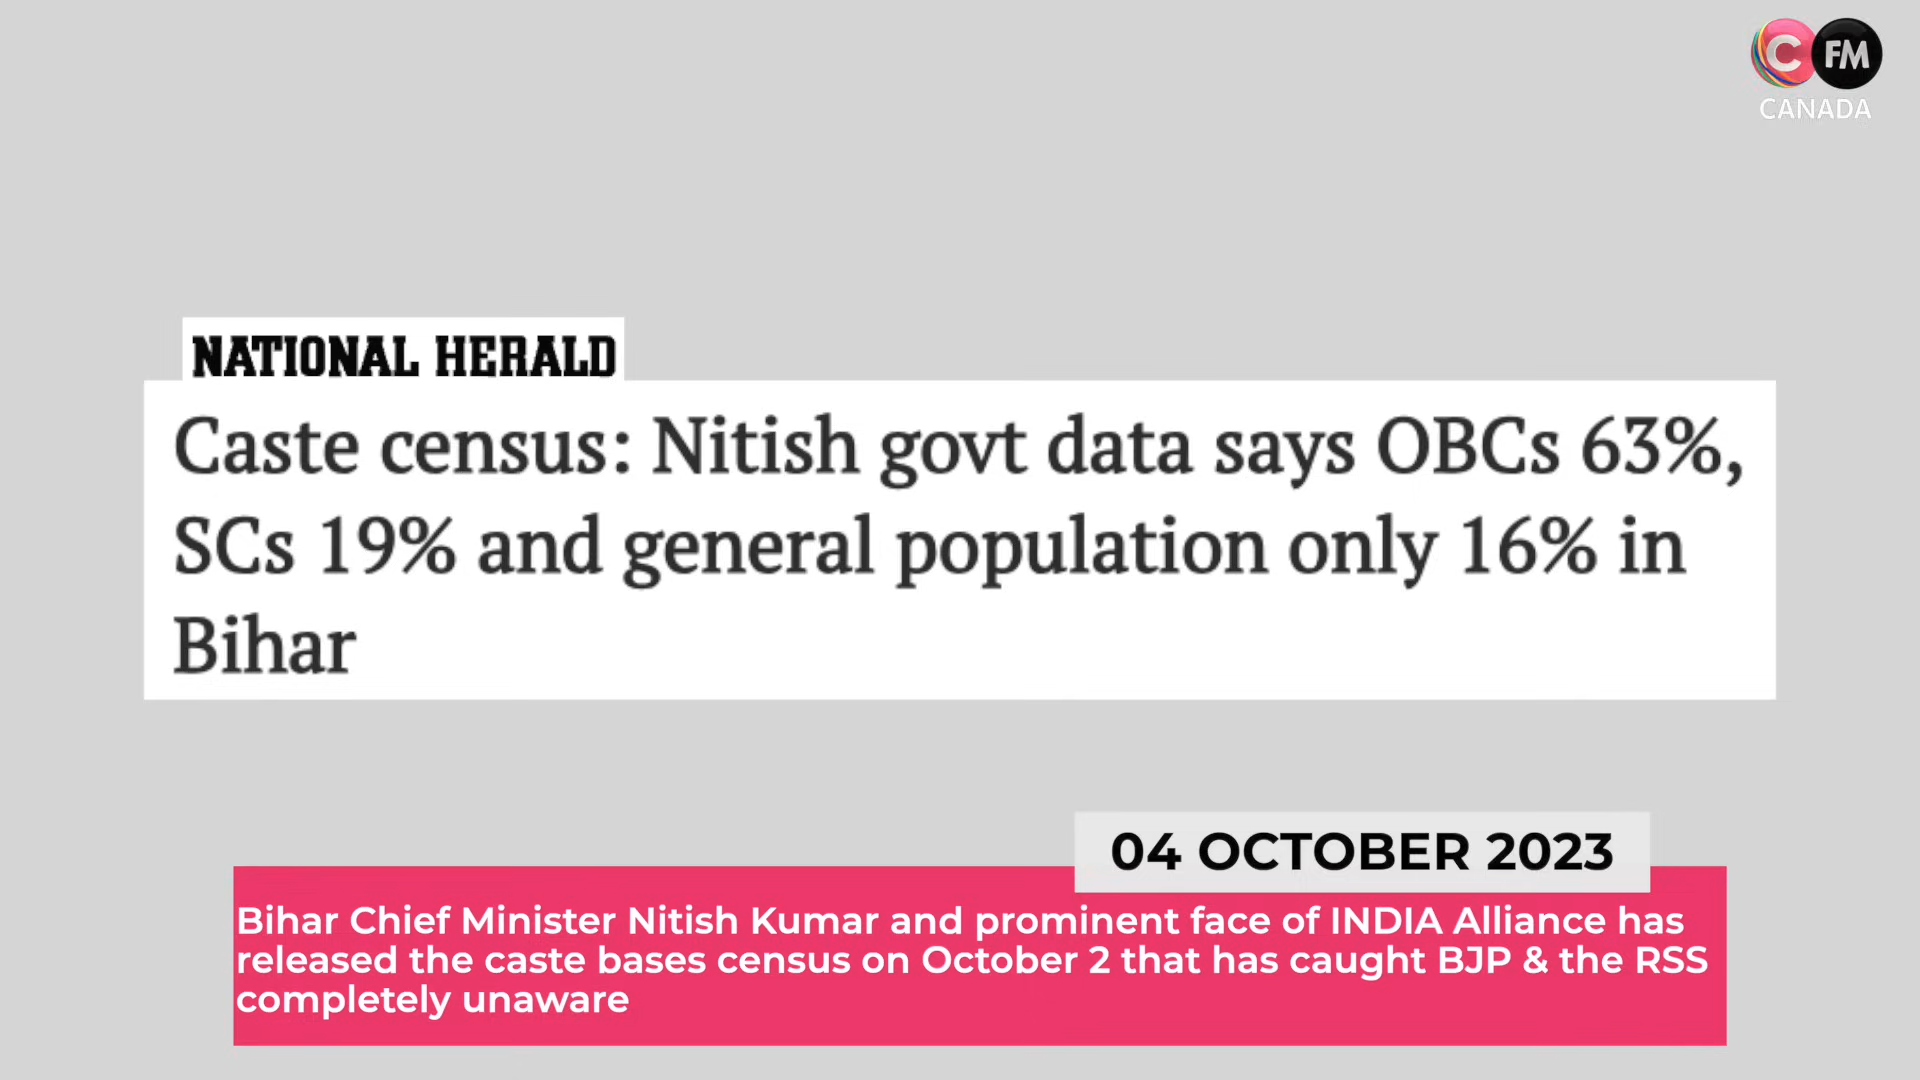 C FM
CANADA
NATIONAL HERALD
Caste census: Nitish govt data says OBCs 63%,
SCs 19% and general population only 16% in
Bihar
04 OCTOBER 2023
Bihar Chief Minister Nitish Kumar and prominent face of INDIA Alliance has
released the caste bases census on October 2 that has caught BJP & the RSS
completely unaware